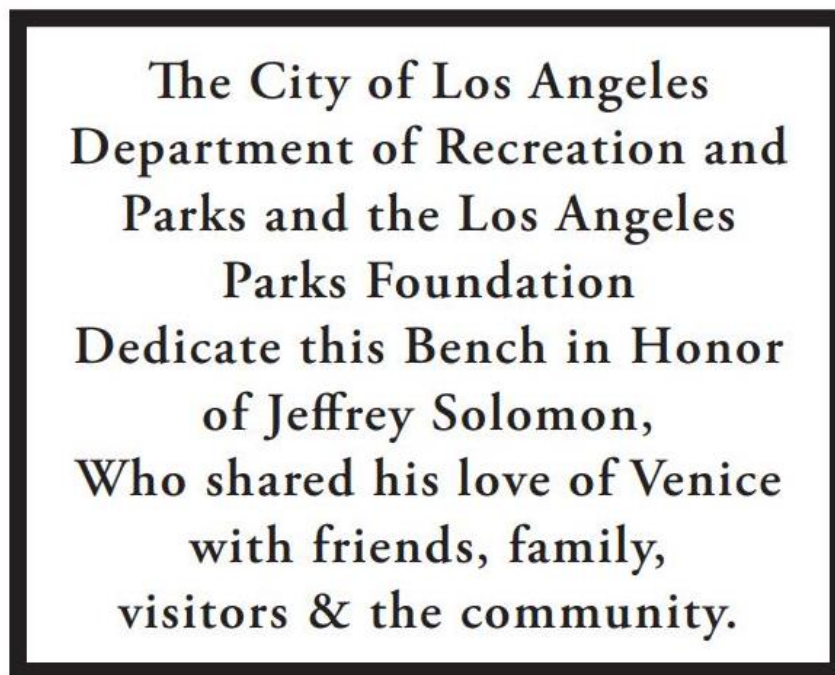 The City of Los Angeles
Department of Recreation and
Parks and the Los Angeles
Parks Foundation
Dedicate this Bench in Honor
of Jeffrey Solomon,
Who shared his love of Venice
with friends, family,
visitors & the community.